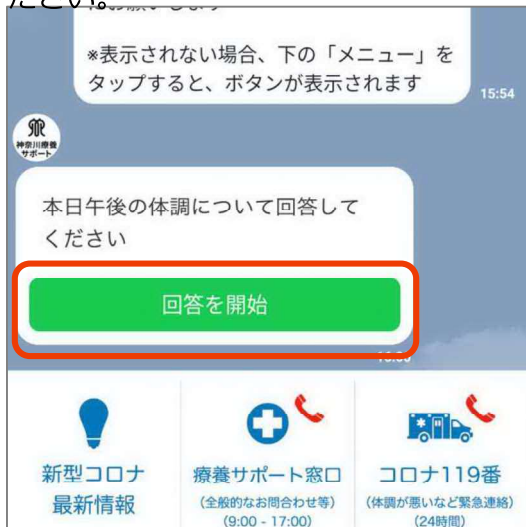 ださい。
※表示されない場合、下の「メニュー」を
タップすると、ボタンが表示されます
15:54
神奈川療養
サポート
本日午後の体調について回答して
ください
回答を開始
新型コロナ
最新情報
療養サポート窓口
(全般的なお問合わせ等)
(9:00 - 17:00)
コロナ119番
(体調が悪いなど緊急連絡)
(24時間)